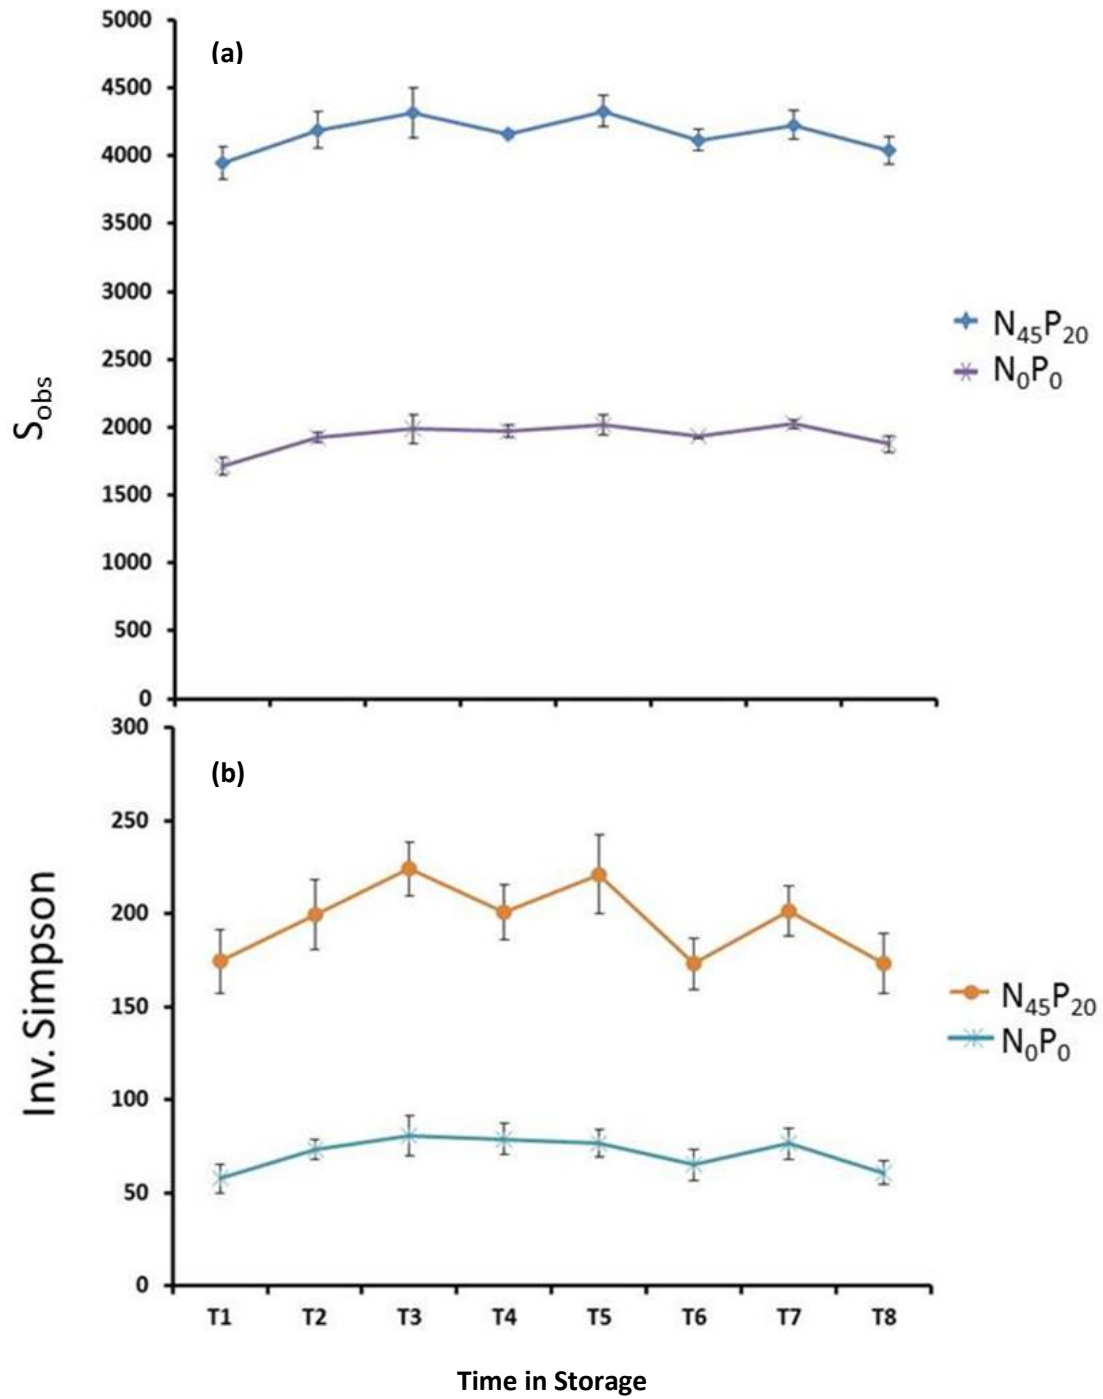 5000
(a)
4500
4000
3500
3000
2500
2000
1500
1000
500
0
S_obs
N₄₅P₂₀
N₀P₀
300
(b)
250
200
150
100
50
0
Inv. Simpson
N₄₅P₂₀
N₀P₀
T1 T2 T3 T4 T5 T6 T7 T8
Time in Storage